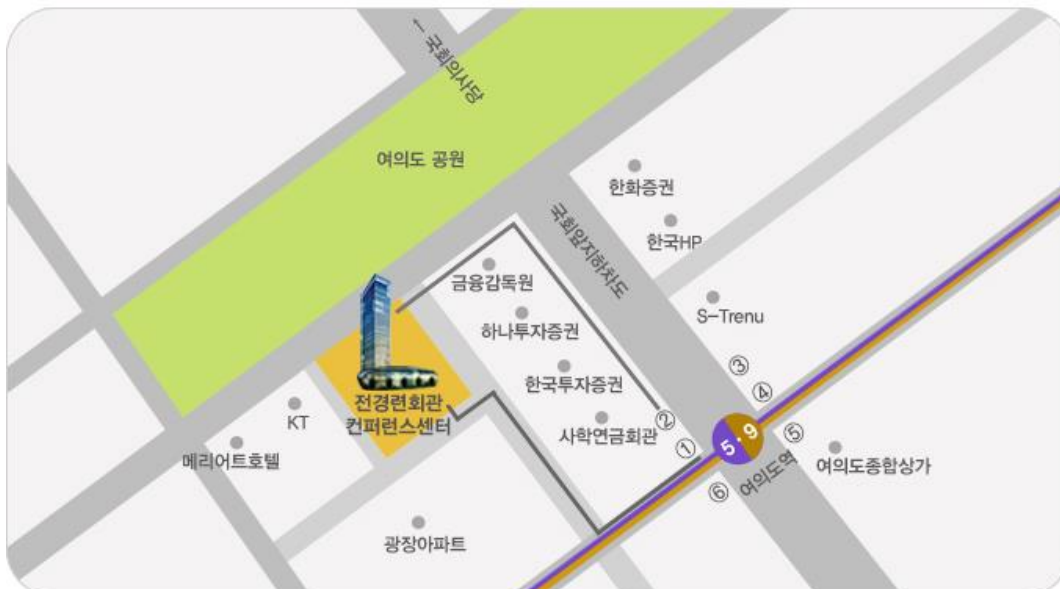 ← 국회의사당
여의도 공원
한화증권
한국HP
국회앞지하차도
금융감독원
하나투자증권
S-Trenu
한국투자증권
③
④
전경련회관
컨퍼런스센터
KT
②
사학연금회관
①
5·9
⑤
메리어트호텔
여의도역
여의도종합상가
⑥
광장아파트